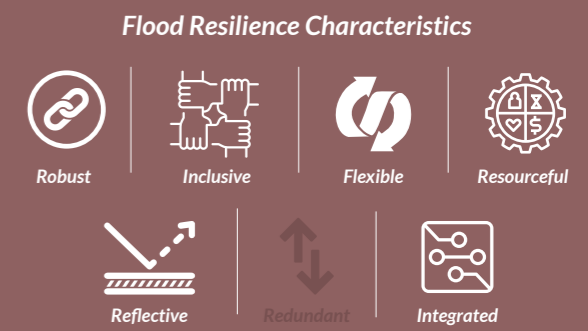 Flood Resilience Characteristics
Robust
Inclusive
Flexible
Resourceful
Reflective
Redundant
Integrated